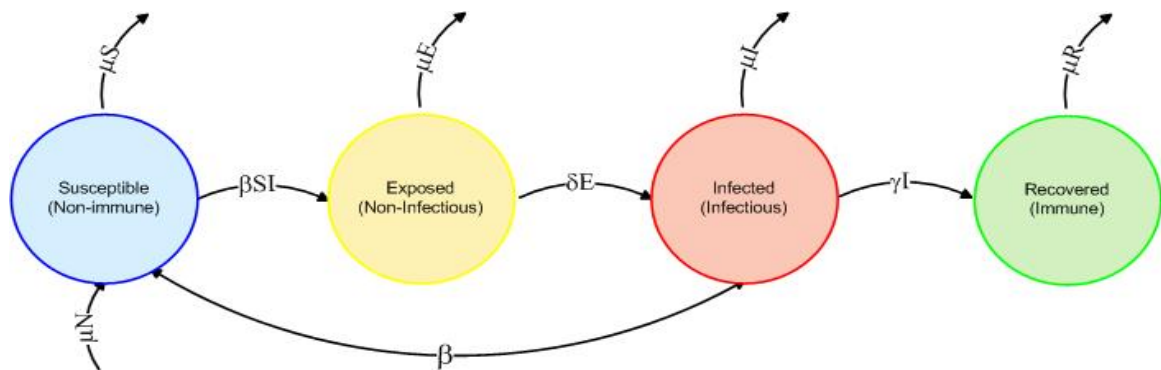 μS
μE
μI
μR
Susceptible
(Non-immune)
βSI
Exposed
(Non-Infectious)
δE
Infected
(Infectious)
γI
Recovered
(Immune)
μN
β